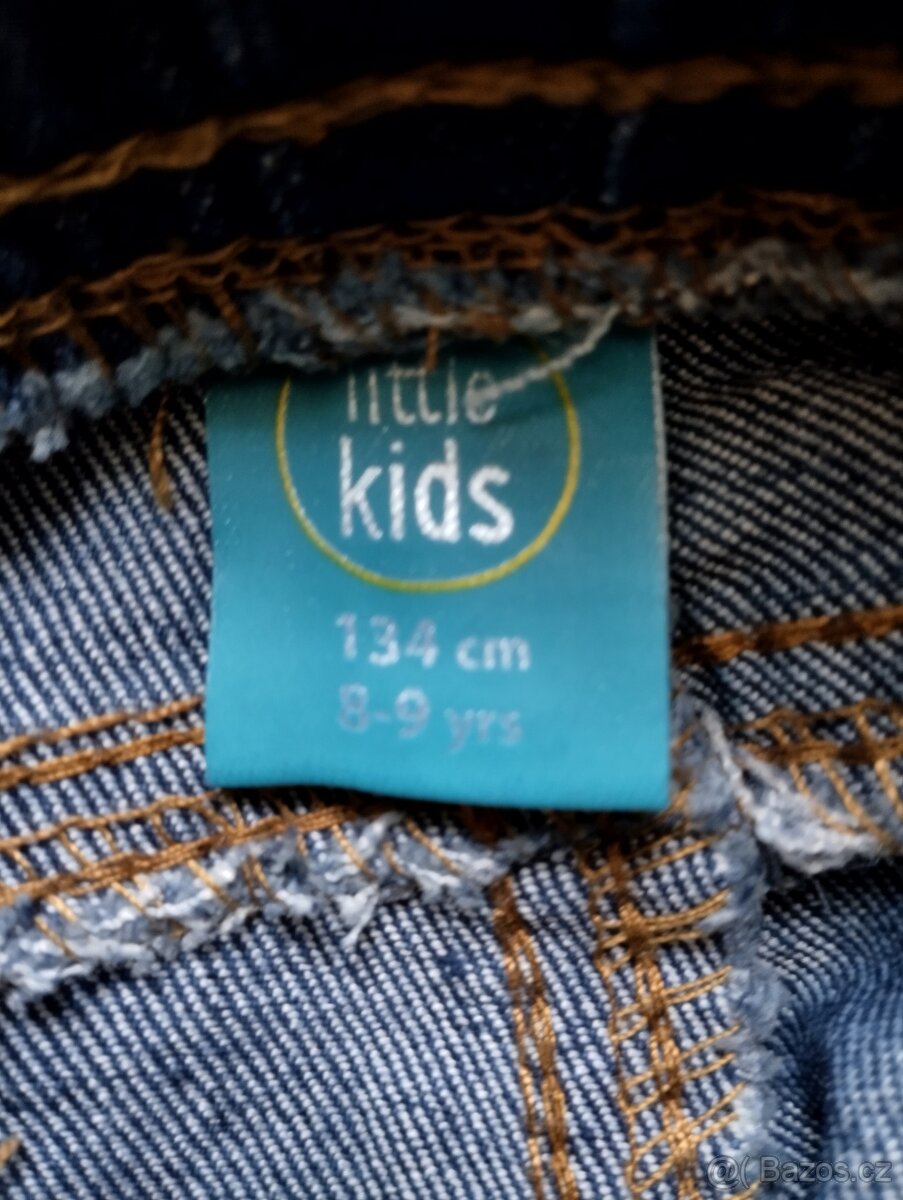 little
kids
134 cm
8-9 yrs
@( Bazos.cz